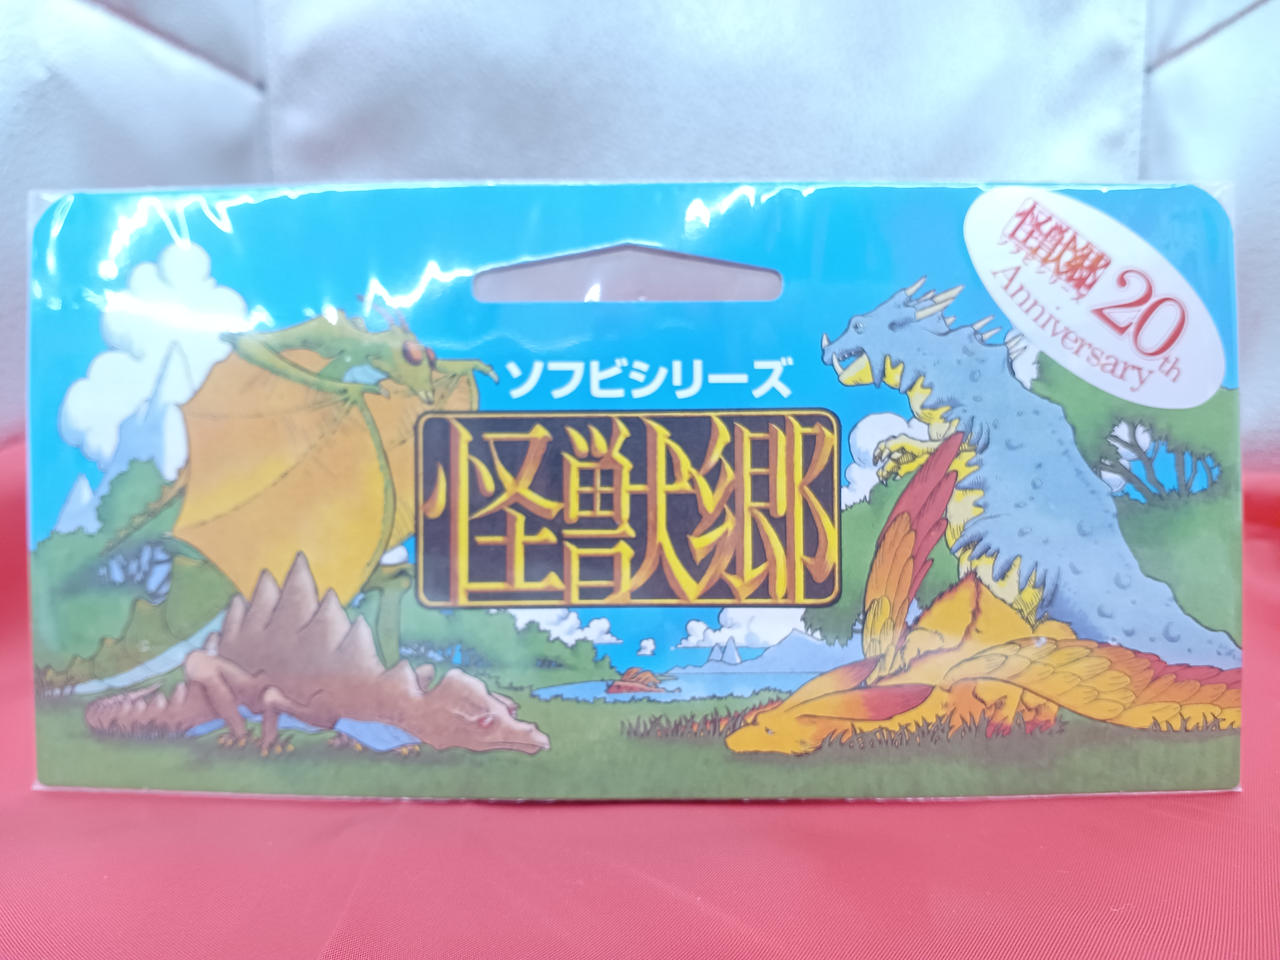 ソフビシリーズ
怪獣郷
怪獣郷
ソフビシリーズ
20th
Anniversary